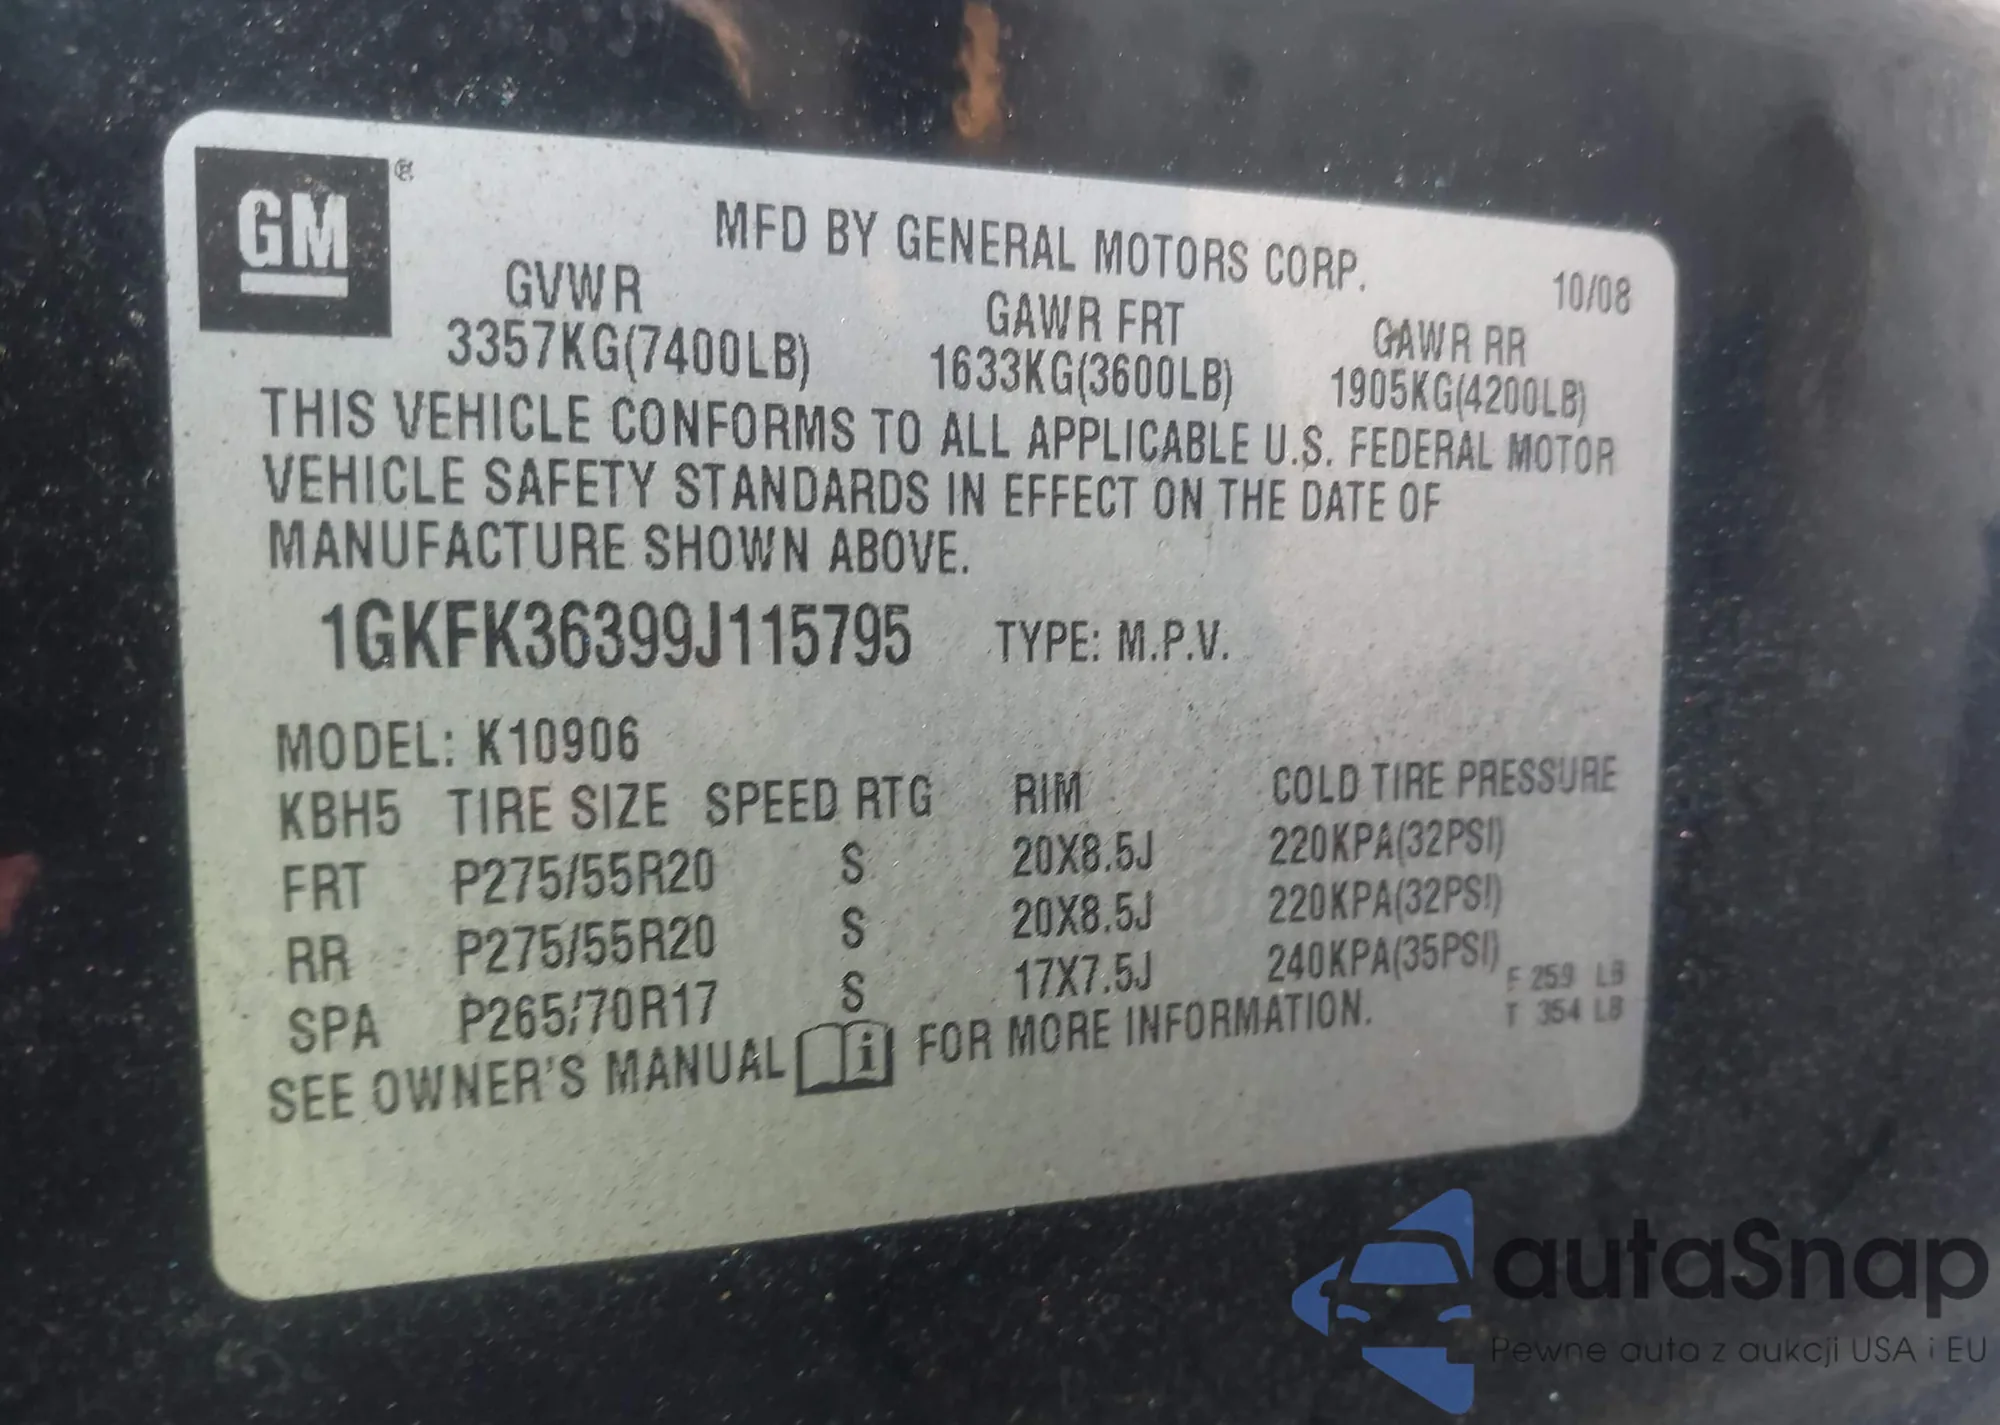 GM ®
MFD BY GENERAL MOTORS CORP.
10/08
GVWR GAWR FRT GAWR RR
3357KG(7400LB) 1633KG(3600LB) 1905KG(4200LB)
THIS VEHICLE CONFORMS TO ALL APPLICABLE U.S. FEDERAL MOTOR
VEHICLE SAFETY STANDARDS IN EFFECT ON THE DATE OF
MANUFACTURE SHOWN ABOVE.
1GKFK36399J115795 TYPE: M.P.V.
MODEL: K10906
KBH5 TIRE SIZE SPEED RTG RIM COLD TIRE PRESSURE
FRT P275/55R20 S 20X8.5J 220KPA(32PSI)
RR P275/55R20 S 20X8.5J 220KPA(32PSI)
SPA P265/70R17 S 17X7.5J 240KPA(35PSI)
F 259 LB
T 354 LB
SEE OWNER'S MANUAL i FOR MORE INFORMATION.
autaSnap
Pewne auta z aukcji USA i EU